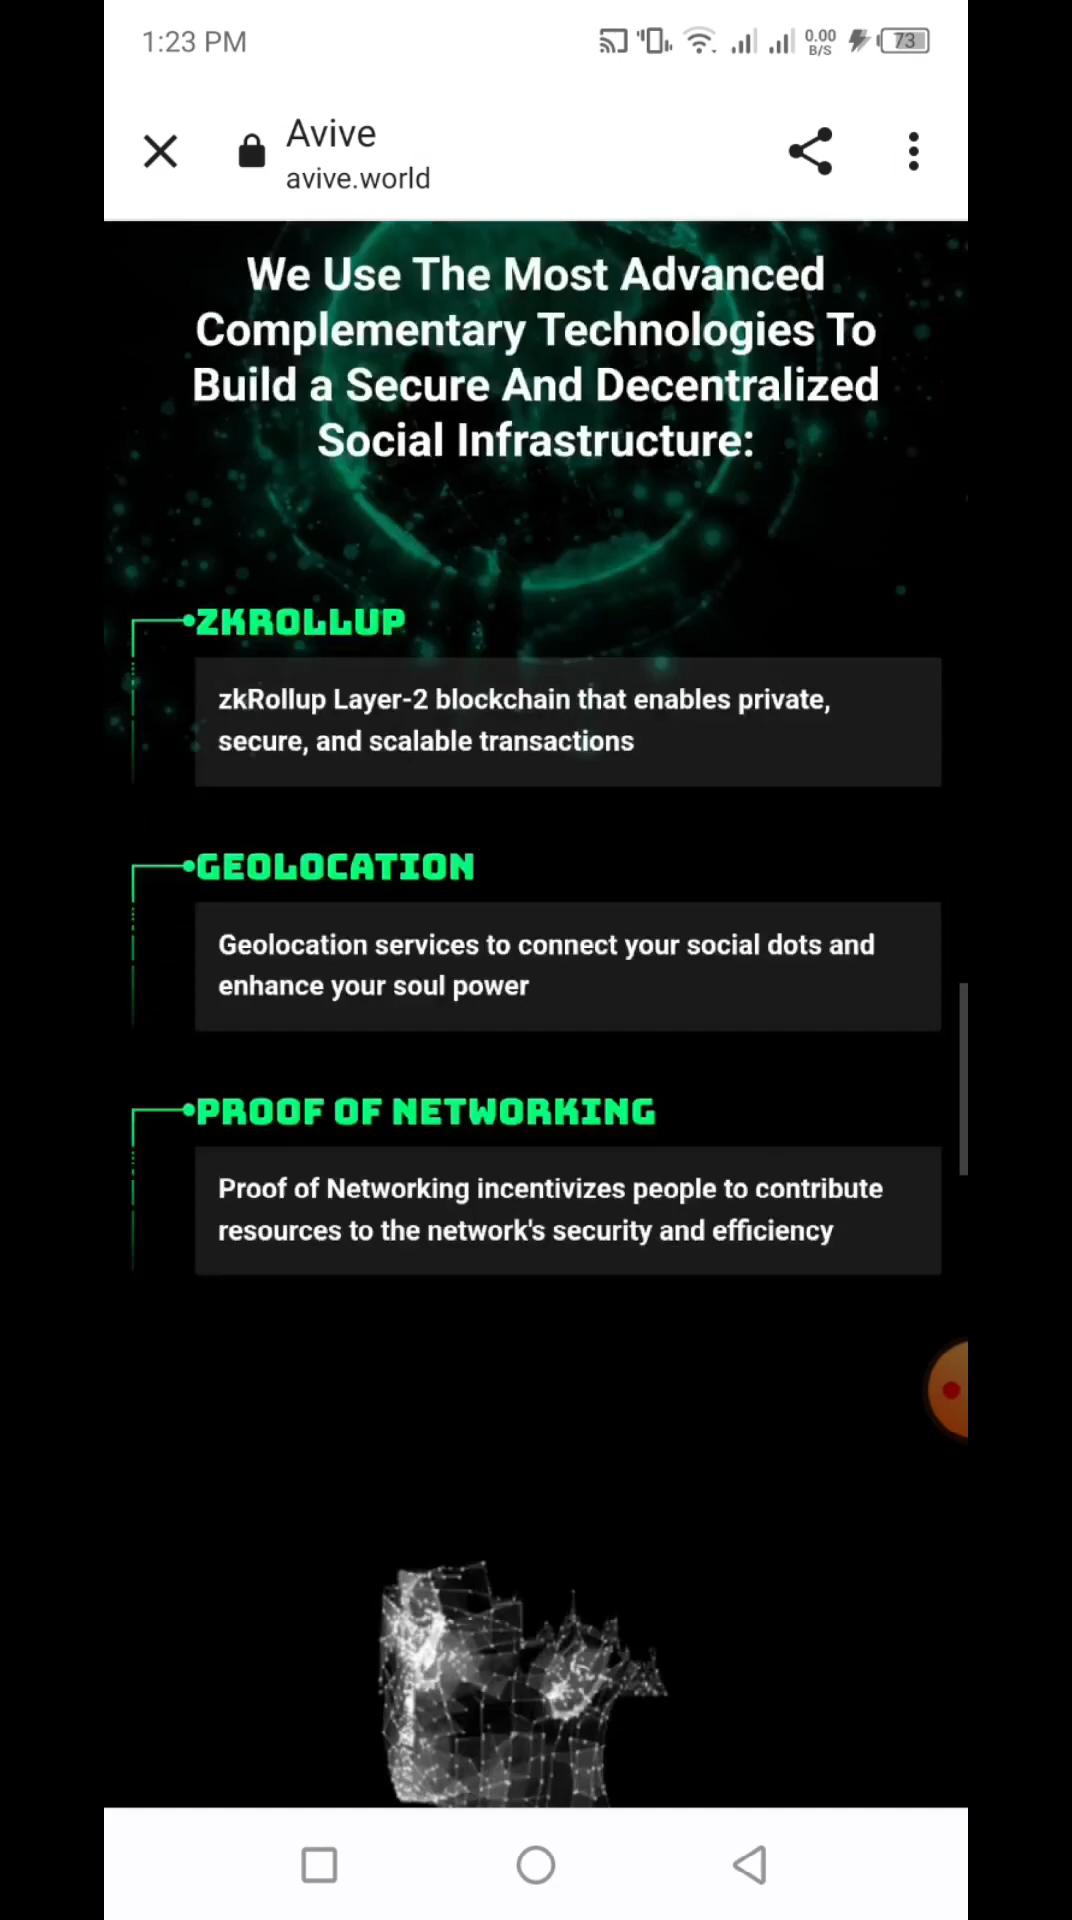 1:23 PM
0.00
B/S
73
Avive
avive.world
We Use The Most Advanced
Complementary Technologies To
Build a Secure And Decentralized
Social Infrastructure:
ZKROLLUP
zkRollup Layer-2 blockchain that enables private,
secure, and scalable transactions
GEOLOCATION
Geolocation services to connect your social dots and
enhance your soul power
PROOF OF NETWORKING
Proof of Networking incentivizes people to contribute
resources to the network's security and efficiency